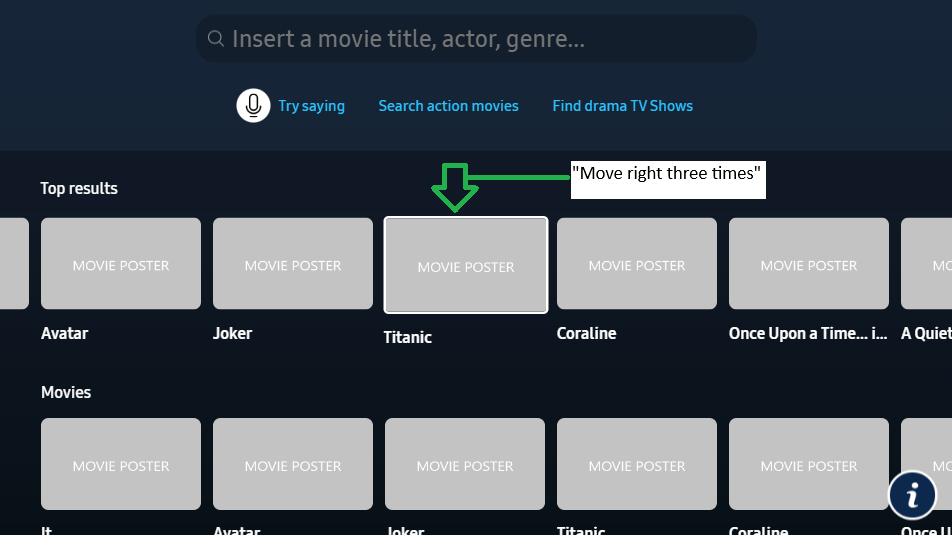 Insert a movie title, actor, genre...
Try saying Search action movies Find drama TV Shows
"Move right three times"
Top results
MOVIE POSTER MOVIE POSTER MOVIE POSTER MOVIE POSTER MOVIE POSTER MO
Avatar Joker Titanic Coraline Once Upon a Time... i... A Quiet
Movies
MOVIE POSTER MOVIE POSTER MOVIE POSTER MOVIE POSTER MOVIE POSTER MO
i
It Avatar Joker Titanic Coraline Once U